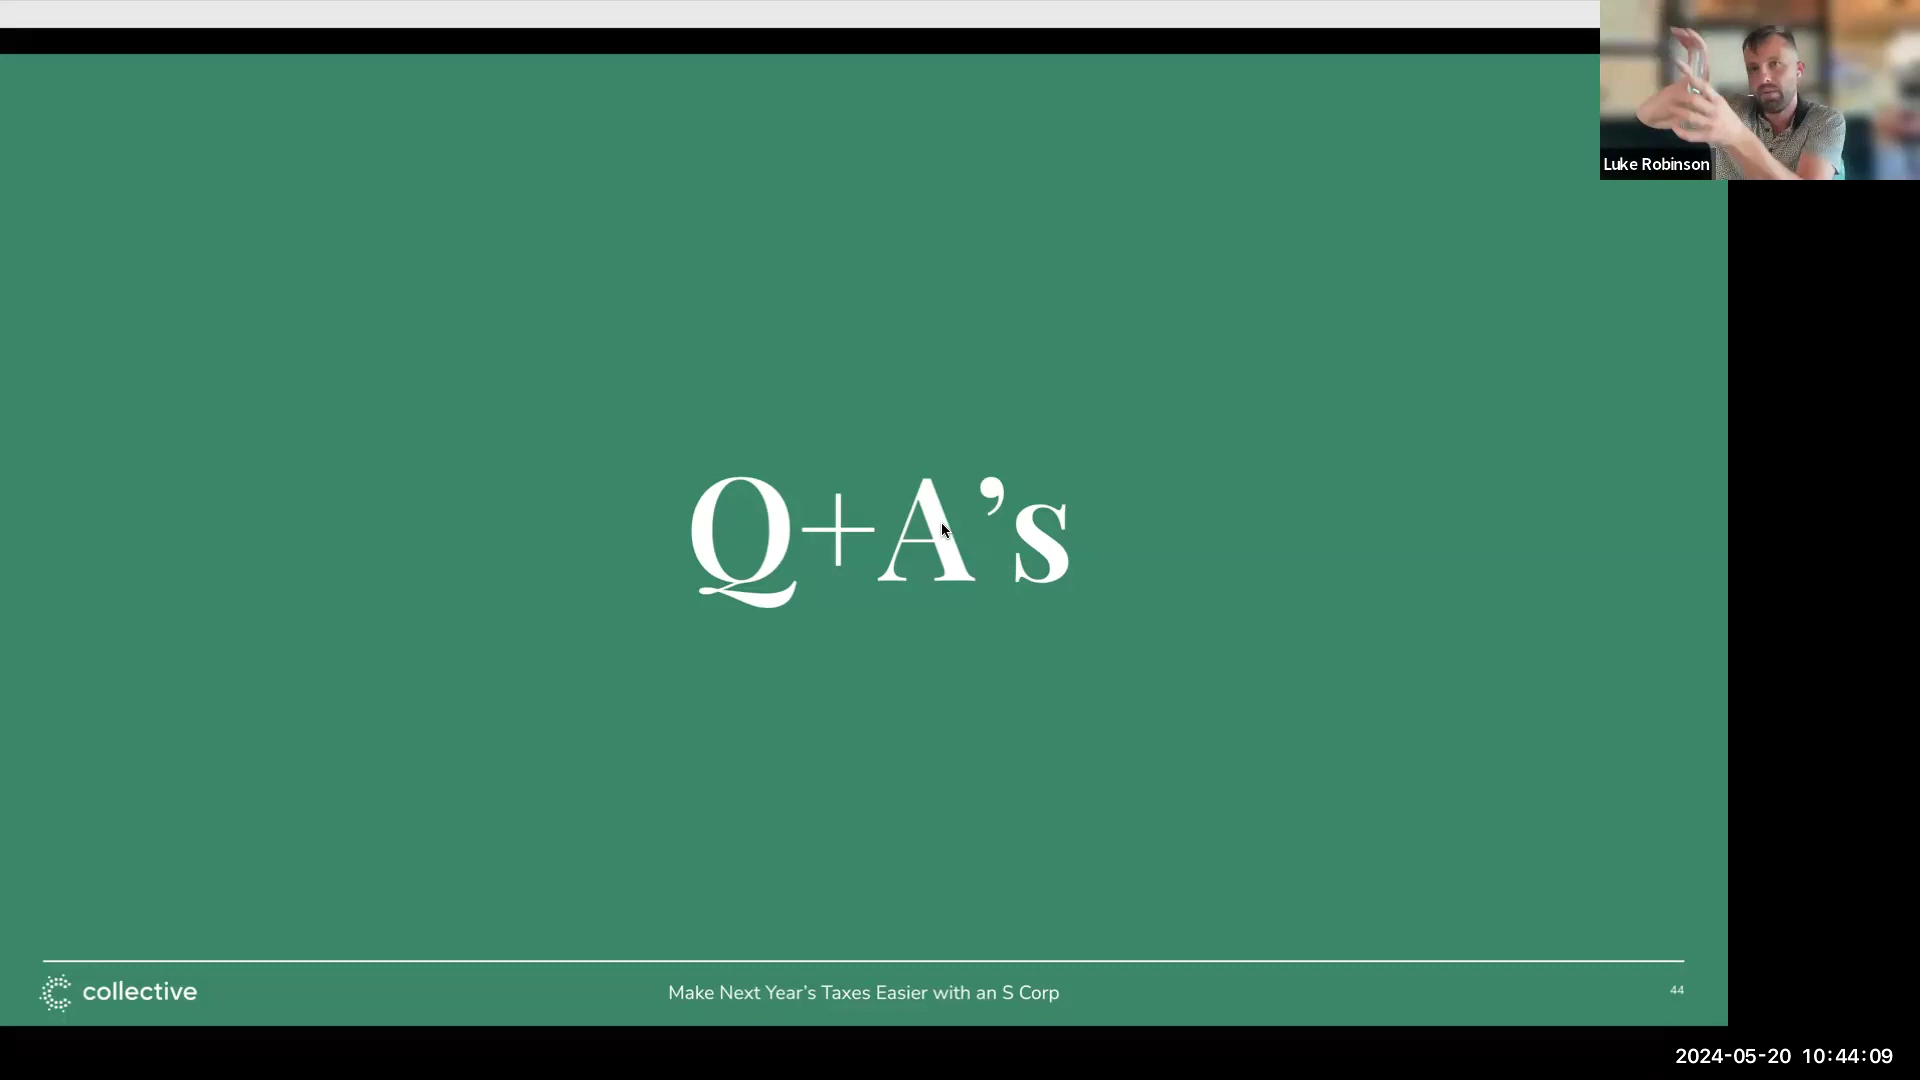 Luke Robinson
Q+A’s
collective
Make Next Year’s Taxes Easier with an S Corp
44
2024-05-20 10:44:09